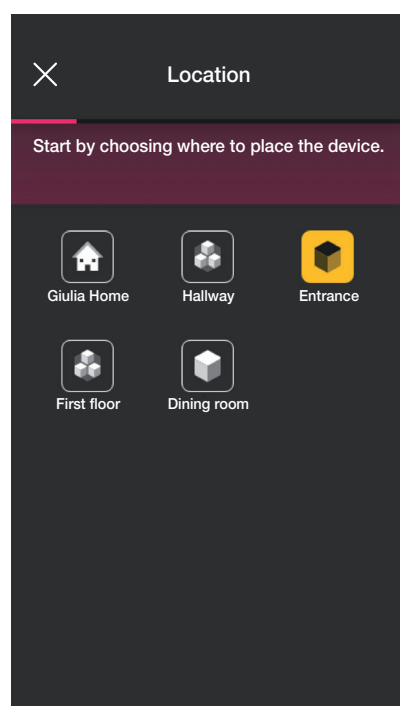 Location
Start by choosing where to place the device.
Giulia Home
Hallway
Entrance
First floor
Dining room